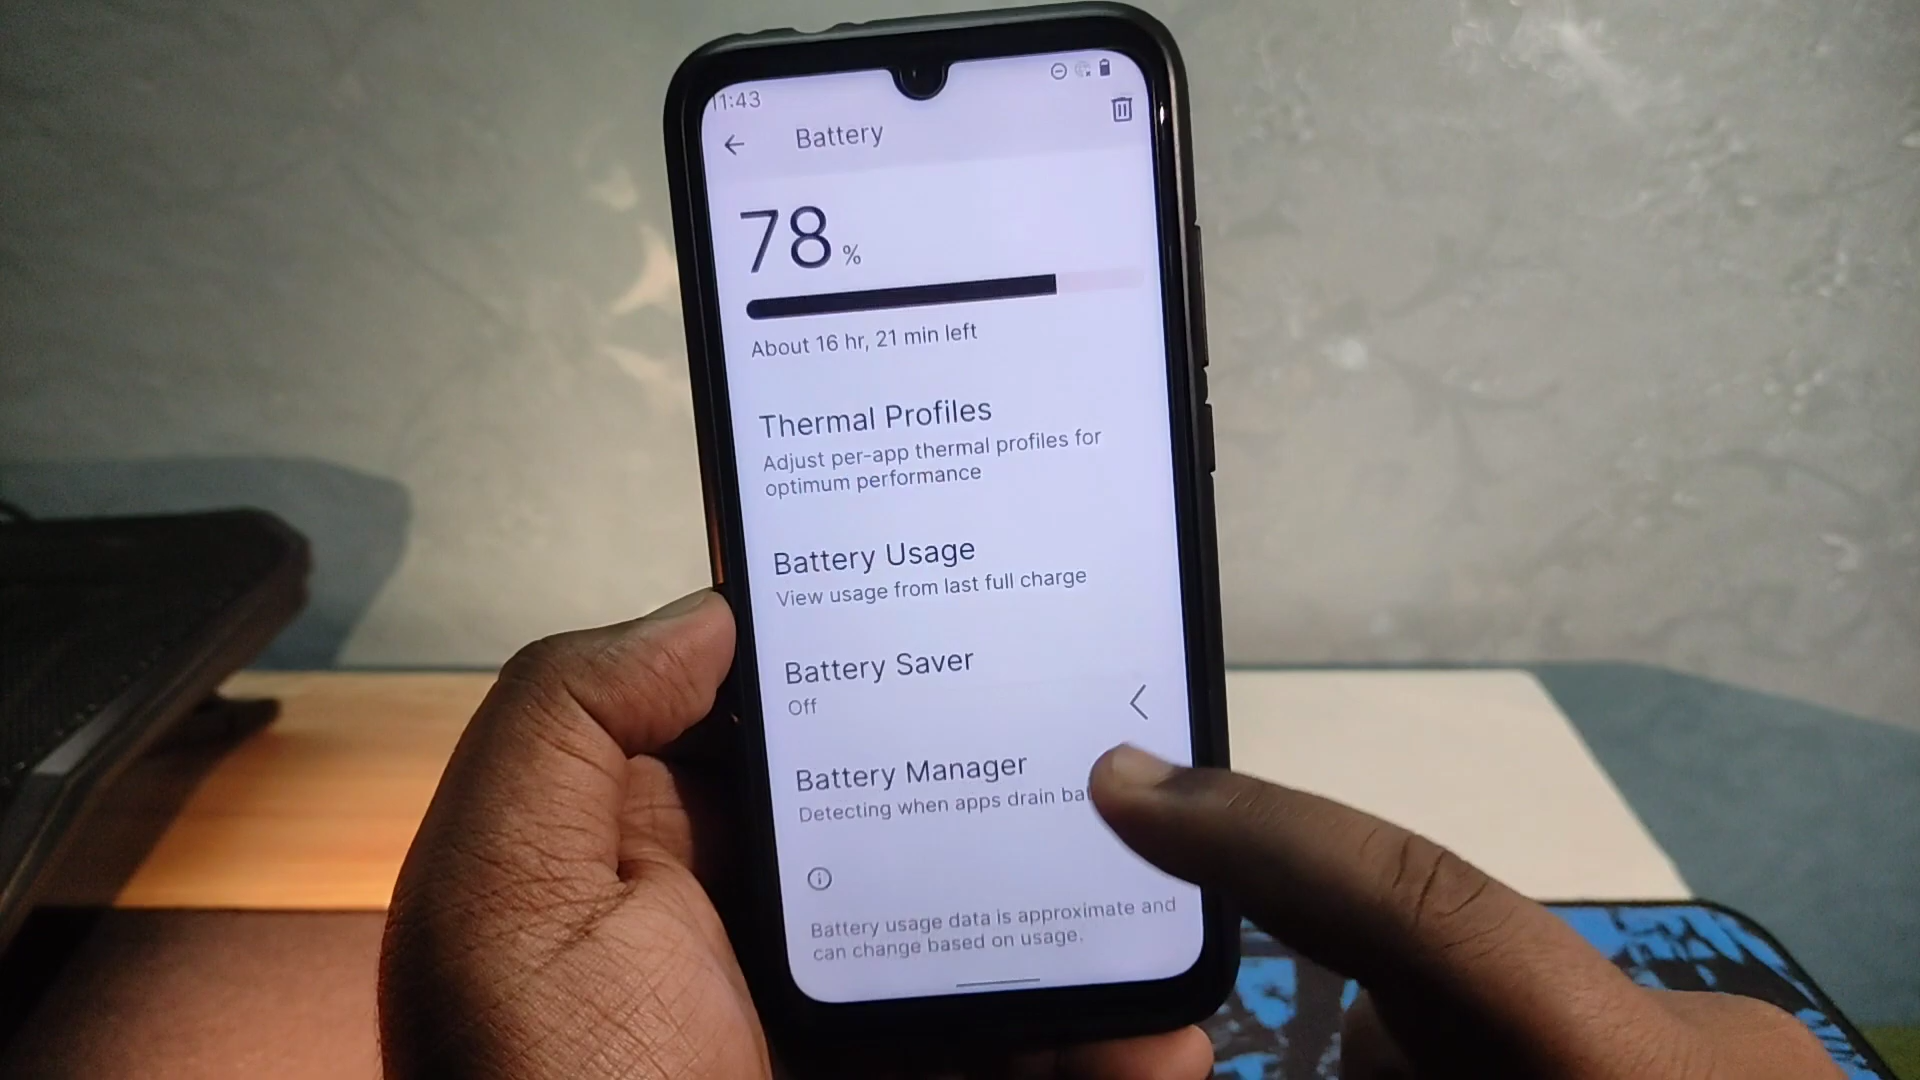 11:43
Battery
78 %
About 16 hr, 21 min left
Thermal Profiles
Adjust per-app thermal profiles for
optimum performance
Battery Usage
View usage from last full charge
Battery Saver
Off
Battery Manager
Detecting when apps drain
Battery usage data is approximate and
can change based on usage.